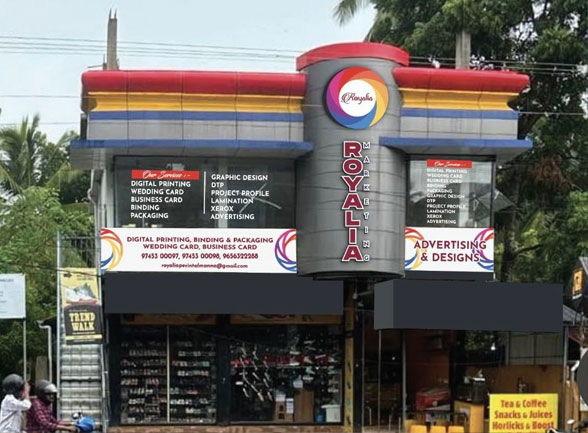 Royalia
ROYALIA
MARKETING
Our Services :-
DIGITAL PRINTING
WEDDING CARD
BUSINESS CARD
BINDING
PACKAGING
GRAPHIC DESIGN
DTP
PROJECT PROFILE
LAMINATION
XEROX
ADVERTISING
Our Services :-
DIGITAL PRINTING
WEDDING CARD
BUSINESS CARD
BINDING
PACKAGING
GRAPHIC DESIGN
DTP
PROJECT PROFILE
LAMINATION
XEROX
ADVERTISING
DIGITAL PRINTING, BINDING & PACKAGING
WEDDING CARD, BUSINESS CARD
97453 00097, 97453 00098, 9656322288
royaliaperintalmanna@gmail.com
ADVERTISING
& DESIGNS
TREND
WALK
Tea & Coffee
Snacks & Juices
Horlicks & Boost